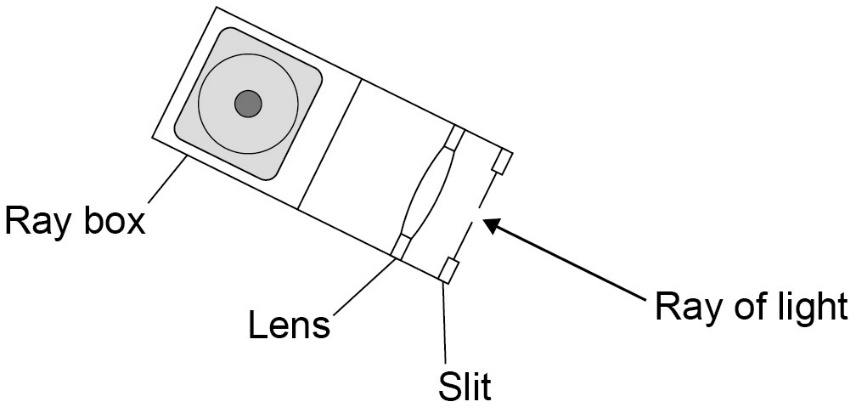 Ray box
Lens
Ray of light
Slit